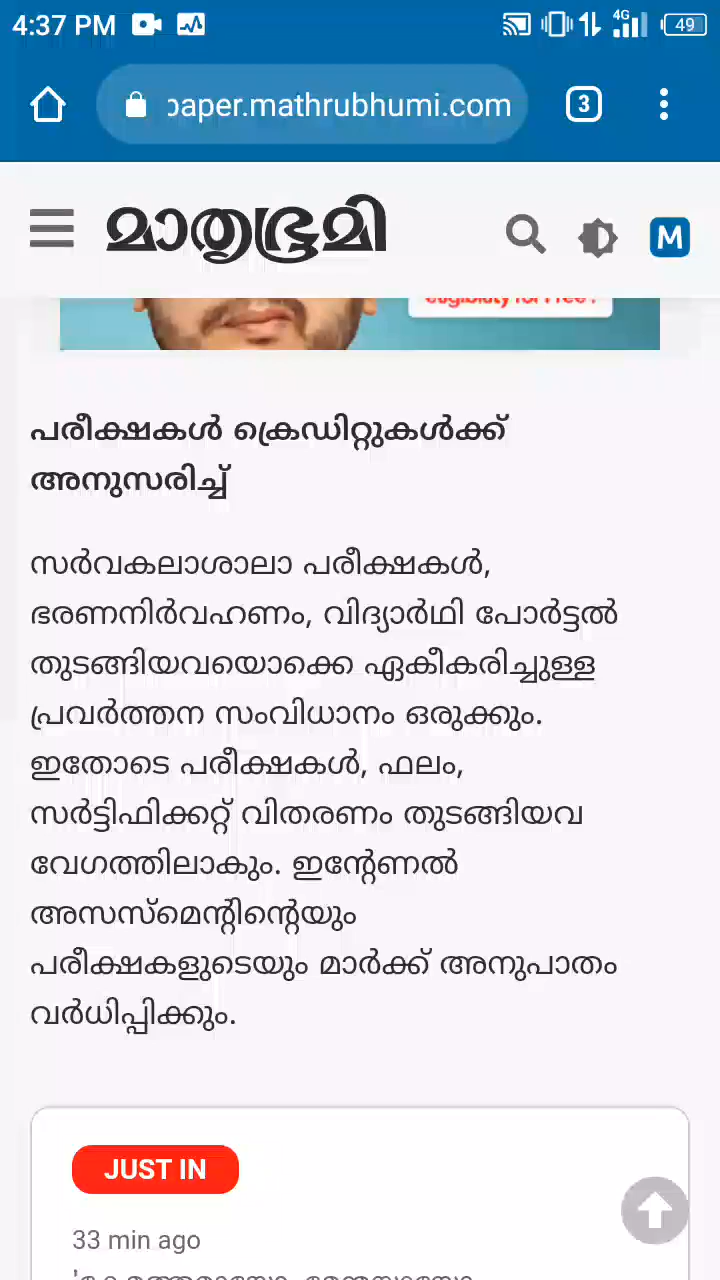 4:37 PM
4G
49
paper.mathrubhumi.com
3
മാതൃഭൂമി
M
പരീക്ഷകൾ ക്രെഡിറ്റുകൾക്ക്
അനുസരിച്ച്
സർവകലാശാലാ പരീക്ഷകൾ,
ഭരണനിർവഹണം, വിദ്യാർഥി പോർട്ടൽ
തുടങ്ങിയവയൊക്കെ ഏകീകരിച്ചുള്ള
പ്രവർത്തന സംവിധാനം ഒരുക്കും.
ഇതോടെ പരീക്ഷകൾ, ഫലം,
സർട്ടിഫിക്കറ്റ് വിതരണം തുടങ്ങിയവ
വേഗത്തിലാകും. ഇന്റേണൽ
അസസ്മെന്റിന്റെയും
പരീക്ഷകളുടെയും മാർക്ക് അനുപാതം
വർധിപ്പിക്കും.
JUST IN
33 min ago